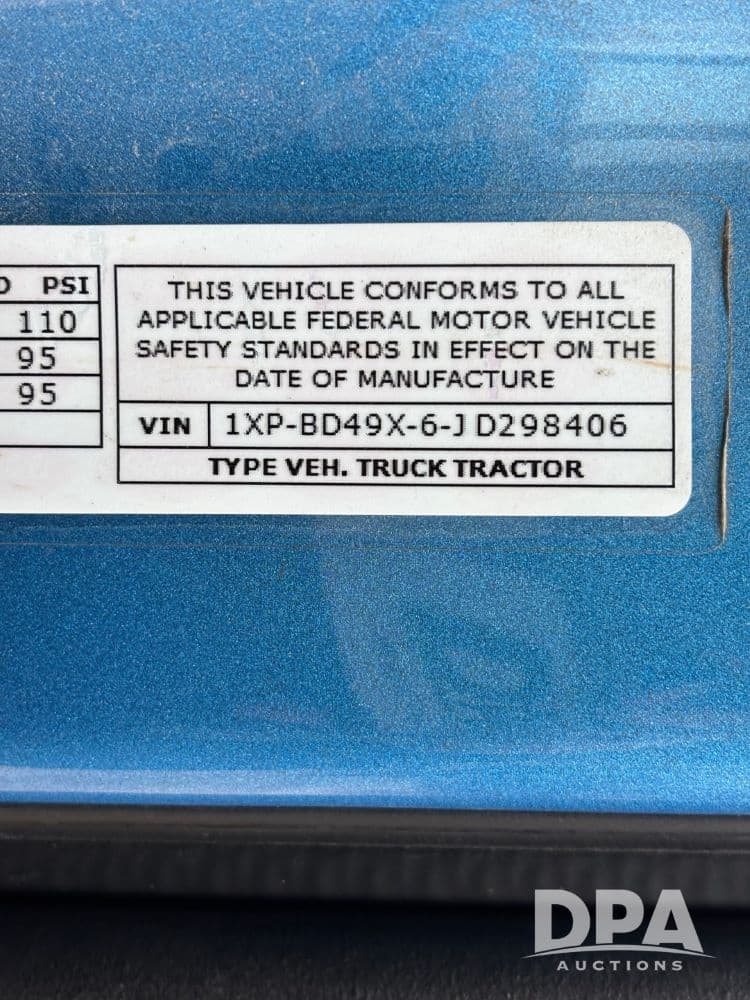 PSI
110
95
95
THIS VEHICLE CONFORMS TO ALL
APPLICABLE FEDERAL MOTOR VEHICLE
SAFETY STANDARDS IN EFFECT ON THE
DATE OF MANUFACTURE
VIN 1XP-BD49X-6-JD298406
TYPE VEH. TRUCK TRACTOR
DPA
AUCTIONS